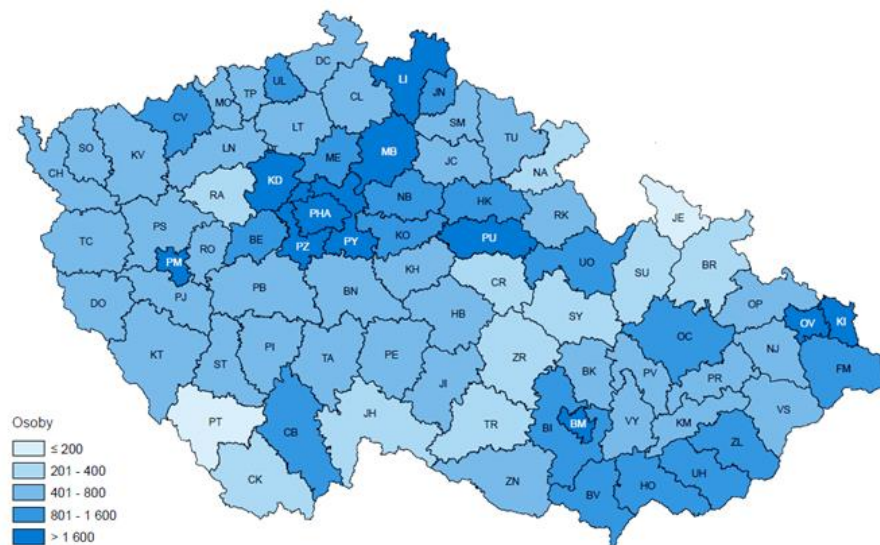 DC
LI
UL
JN
TP
CL
MO
CV
SM
LT
TU
SO
KV
LN
ME
MB
JC
NA
CH
KD
RA
NB
HK
PHA
RK
JE
TC
PS
RO
BE
PZ
PY
KO
PU
UO
PM
SU
BR
KH
CR
DO
PJ
PB
BN
OP
HB
SY
OV
KI
OC
KT
ST
PI
TA
PE
ZR
BK
PV
PR
NJ
FM
JI
PT
CB
JH
TR
BI
BM
VY
KM
VS
ZL
CK
ZN
UH
BV
HO
Osoby
≤ 200
201 - 400
401 - 800
801 - 1 600
> 1 600